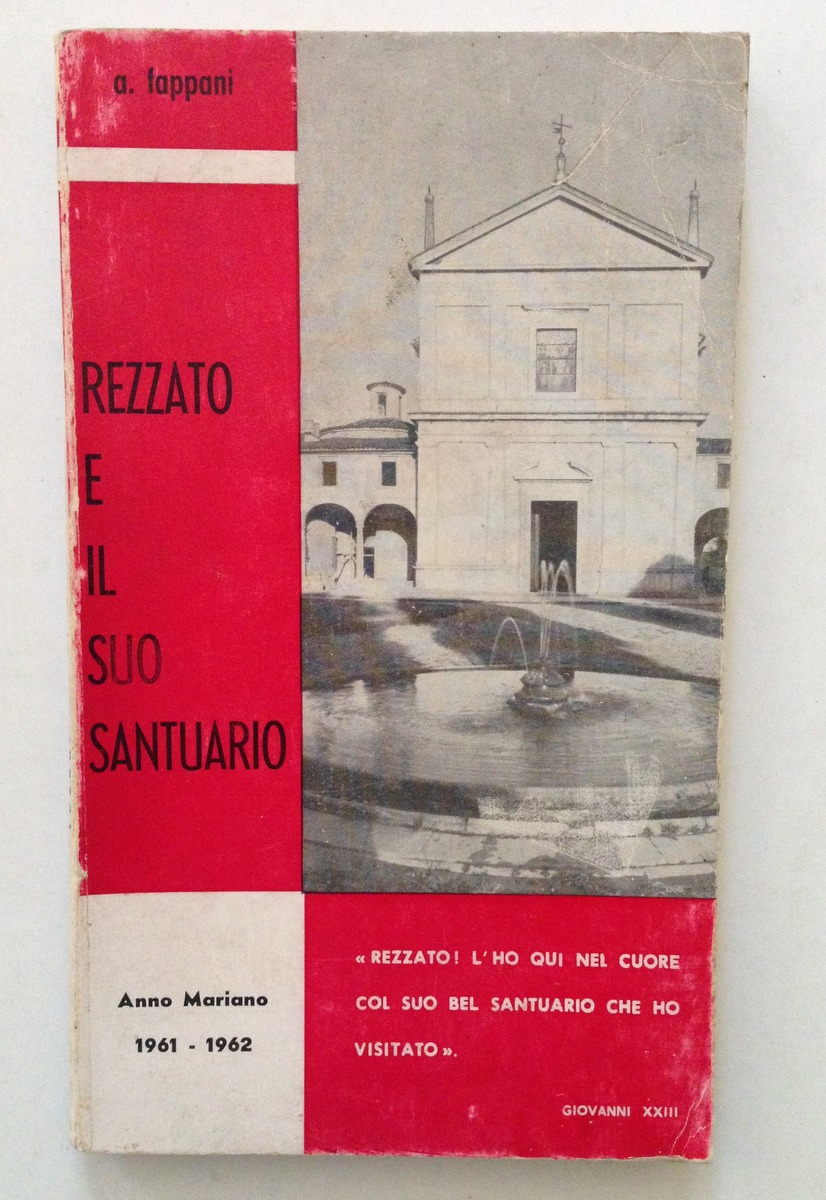 a. fappani
REZZATO
E
IL
SUO
SANTUARIO
Anno Mariano
1961 - 1962
« REZZATO! L'HO QUI NEL CUORE
COL SUO BEL SANTUARIO CHE HO
VISITATO ».
GIOVANNI XXIII